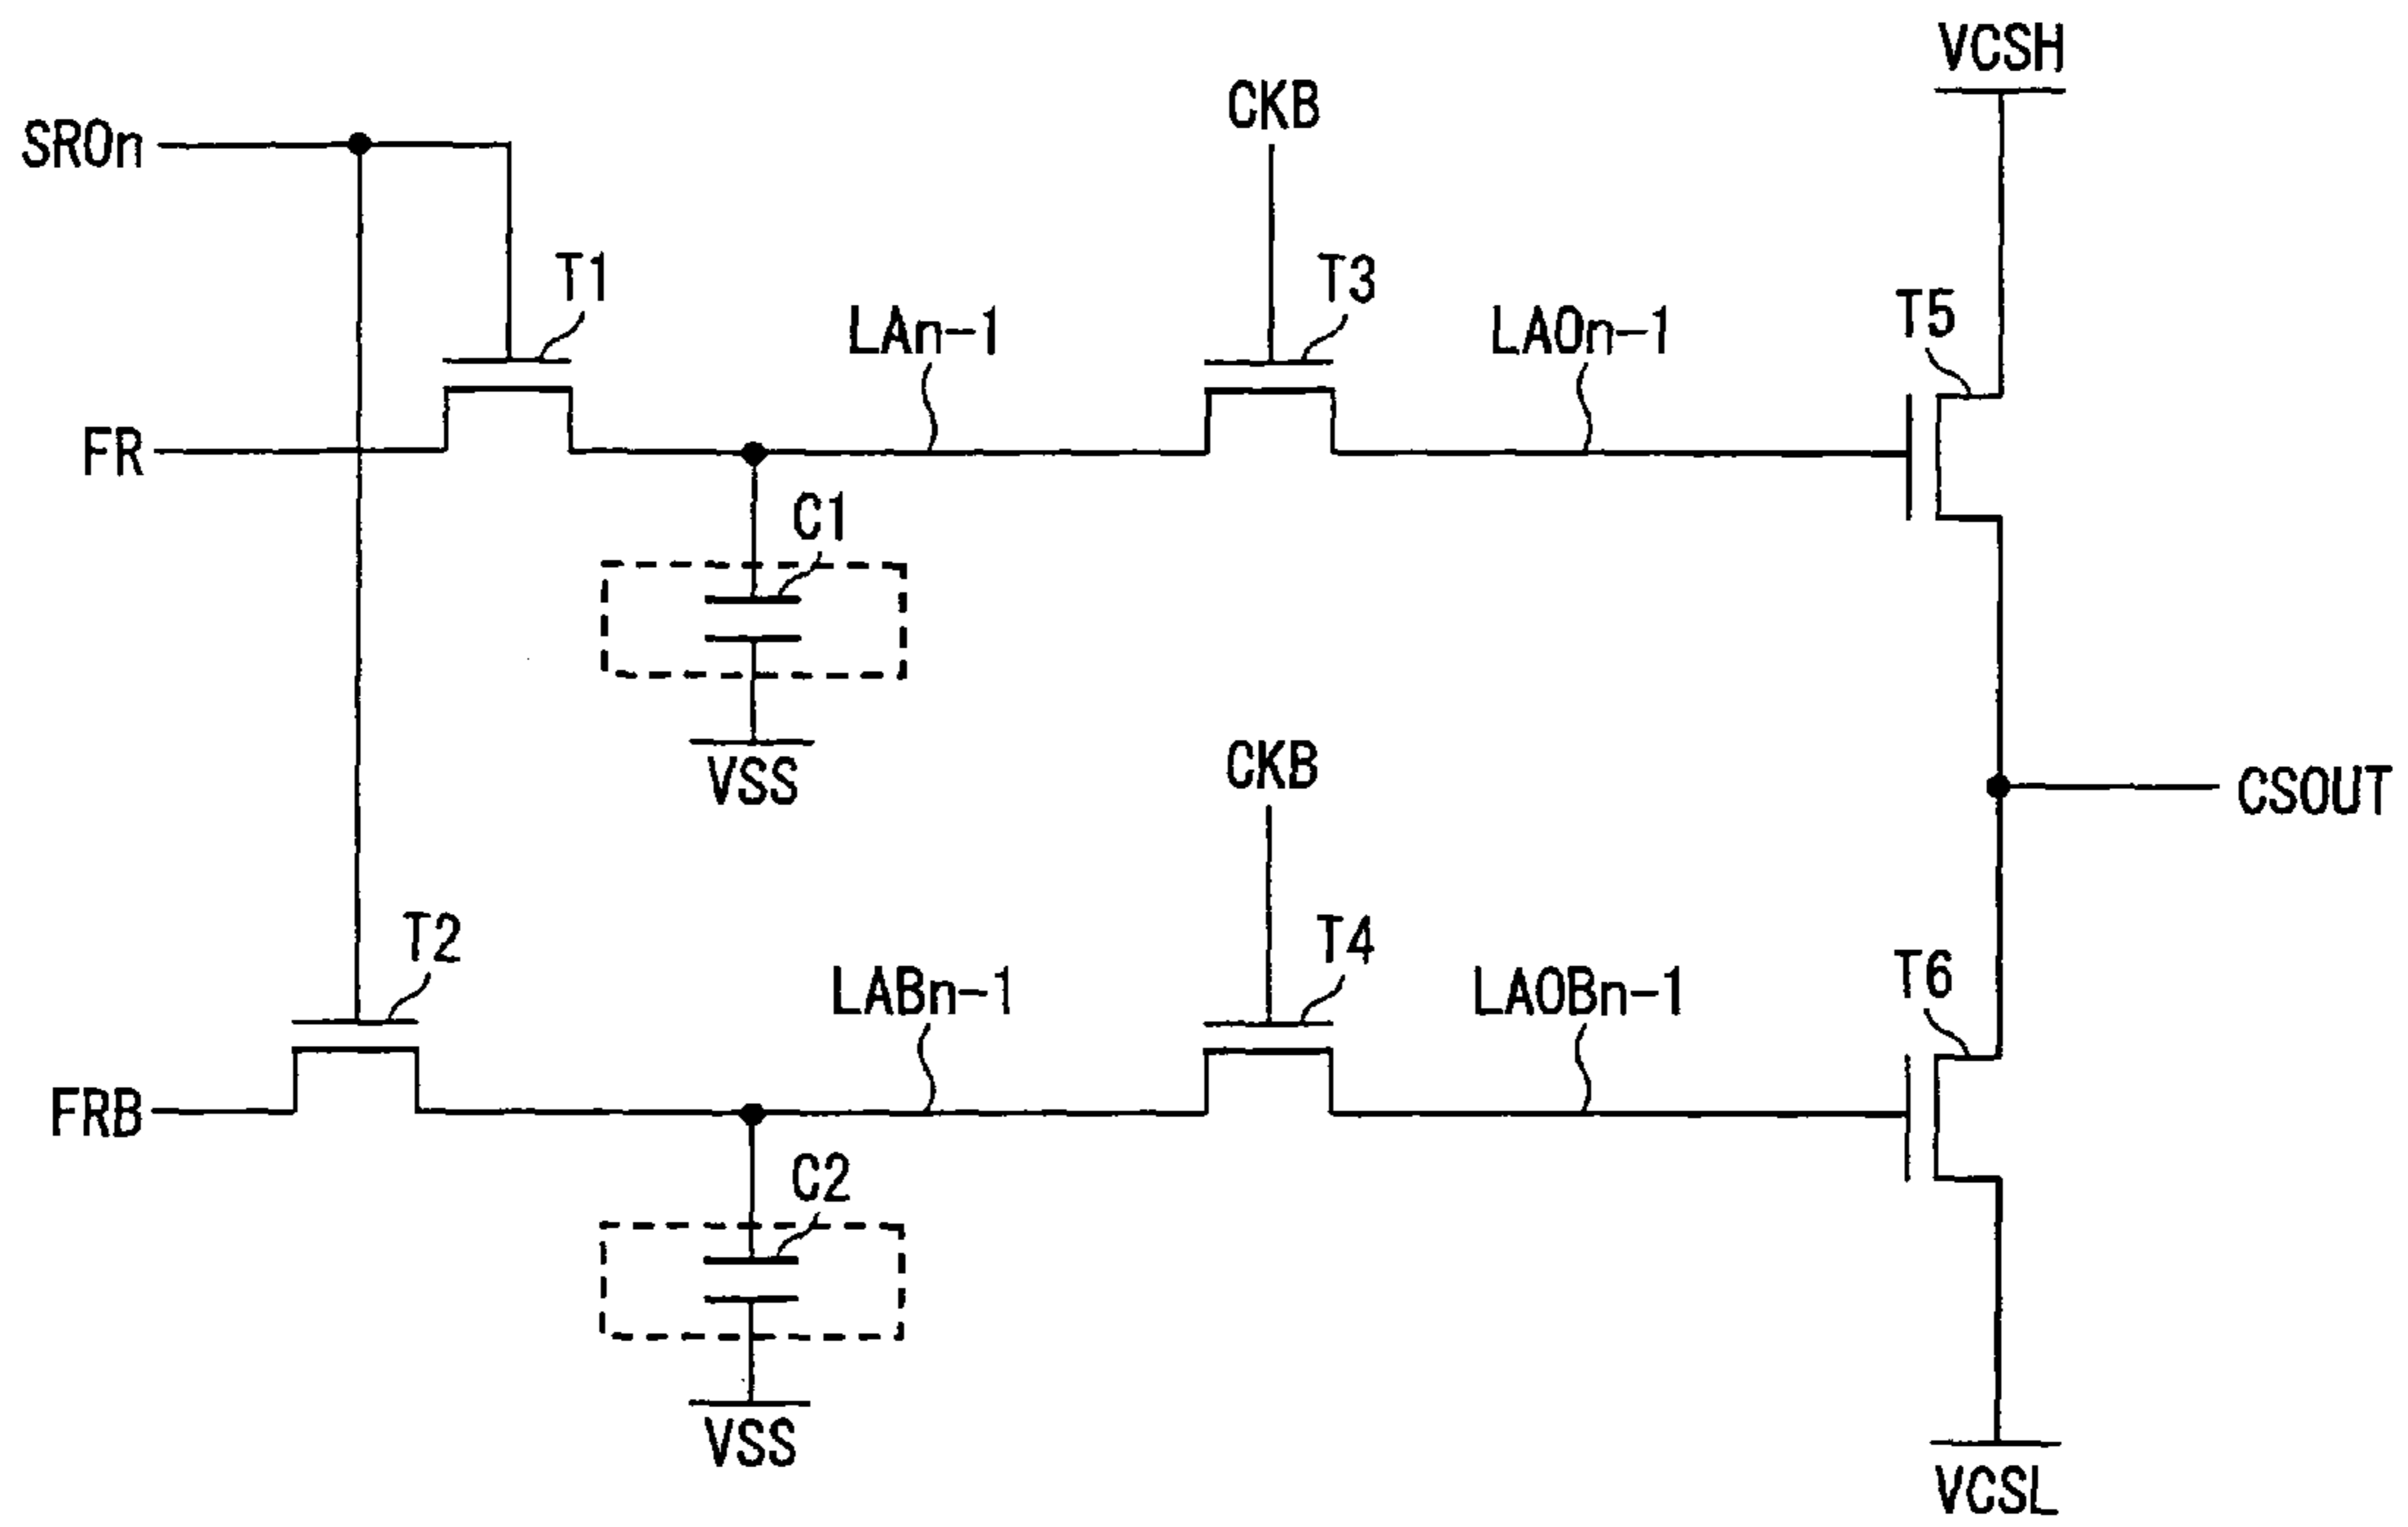 VCSH
CKB
SROn
T1
T3
LAn-1
LAOn-1
T5
FR
C1
VSS
CKB
CSOUT
T2
T4
LABn-1
LAOBn-1
T6
FRB
C2
VSS
VCSL